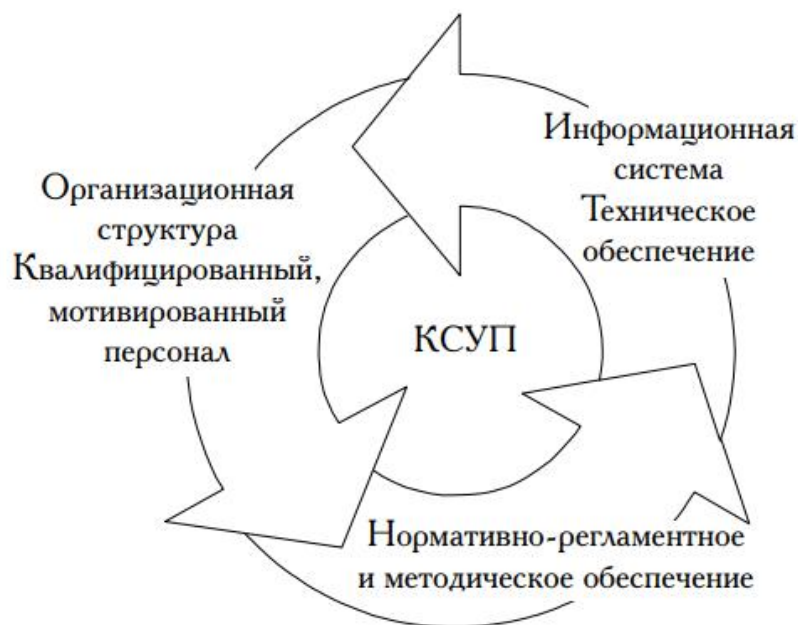 Информационная
система
Техническое
обеспечение
Организационная
структура
Квалифицированный,
мотивированный
персонал
КСУП
Нормативно-регламентное
и методическое обеспечение